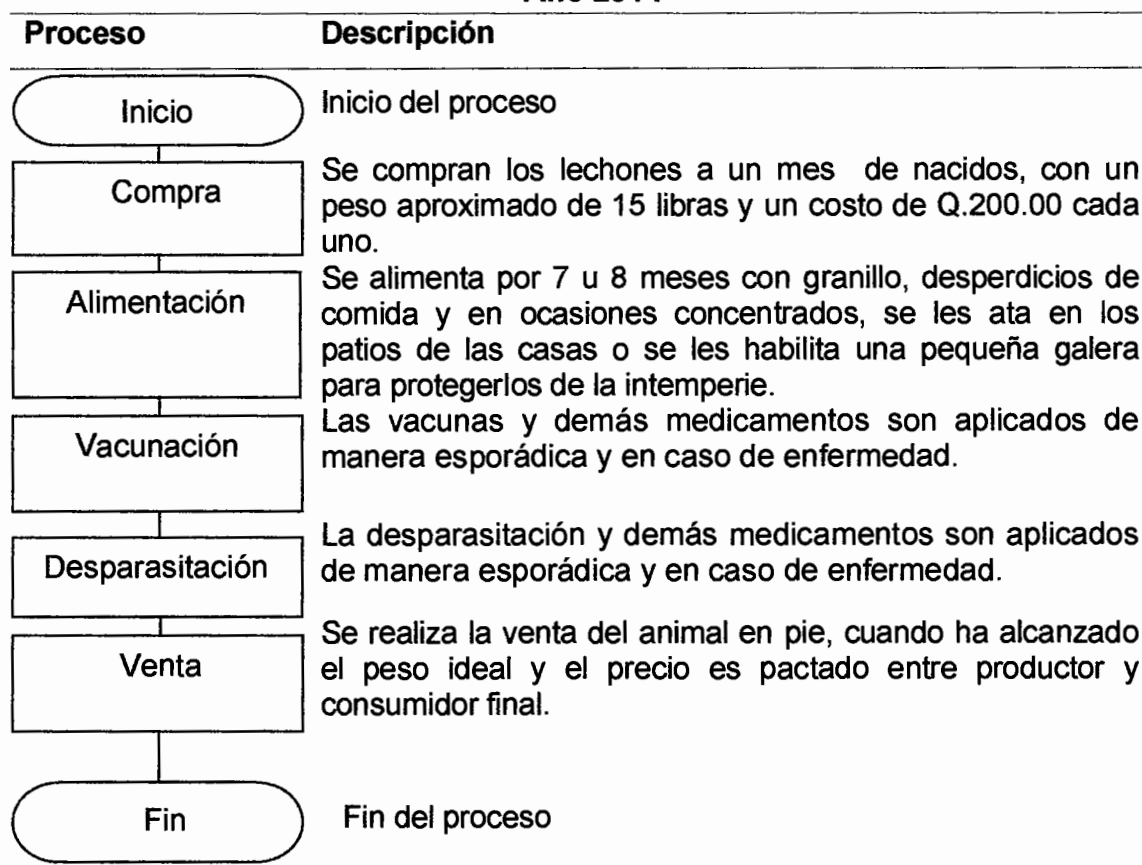 Proceso Descripción
Inicio Inicio del proceso
Compra
Se compran los lechones a un mes de nacidos, con un
peso aproximado de 15 libras y un costo de Q.200.00 cada
uno.
Alimentación
Se alimenta por 7 u 8 meses con granillo, desperdicios de
comida y en ocasiones concentrados, se les ata en los
patios de las casas o se les habilita una pequeña galera
para protegerlos de la intemperie.
Vacunación
Las vacunas y demás medicamentos son aplicados de
manera esporádica y en caso de enfermedad.
Desparasitación
La desparasitación y demás medicamentos son aplicados
de manera esporádica y en caso de enfermedad.
Venta
Se realiza la venta del animal en pie, cuando ha alcanzado
el peso ideal y el precio es pactado entre productor y
consumidor final.
Fin Fin del proceso